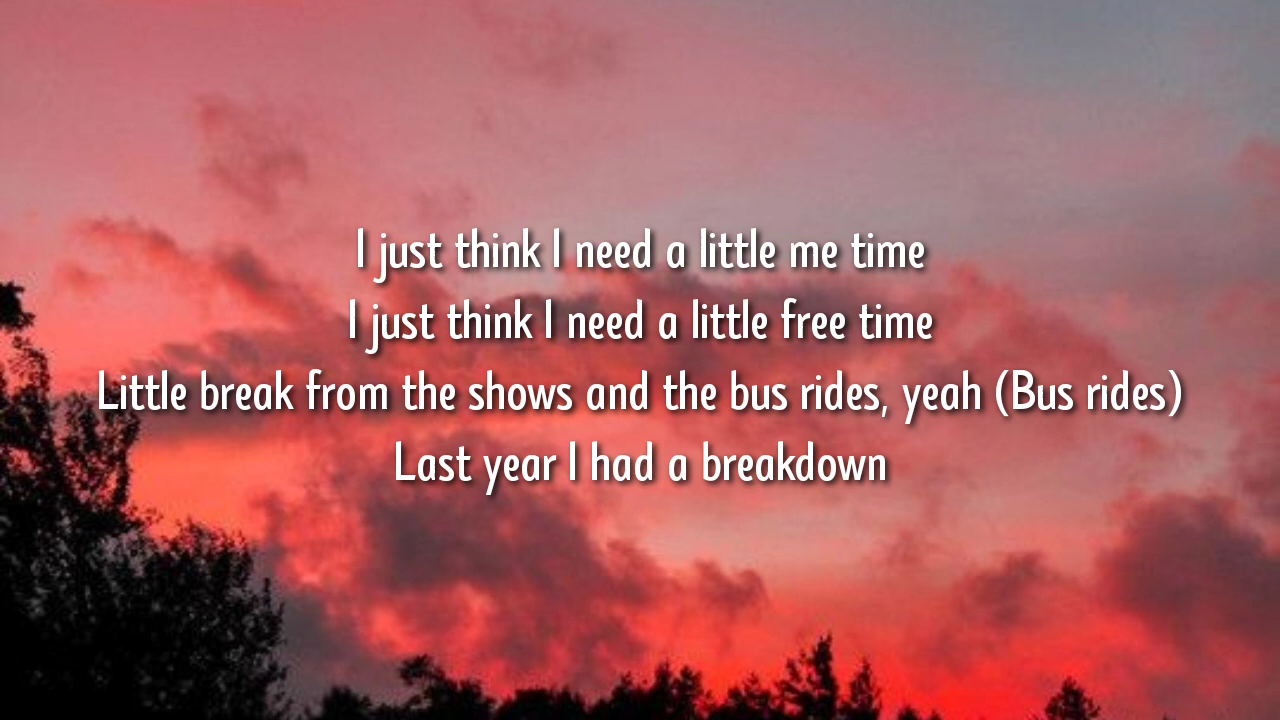 I just think I need a little me time
I just think I need a little free time
Little break from the shows and the bus rides, yeah (Bus rides)
Last year I had a breakdown